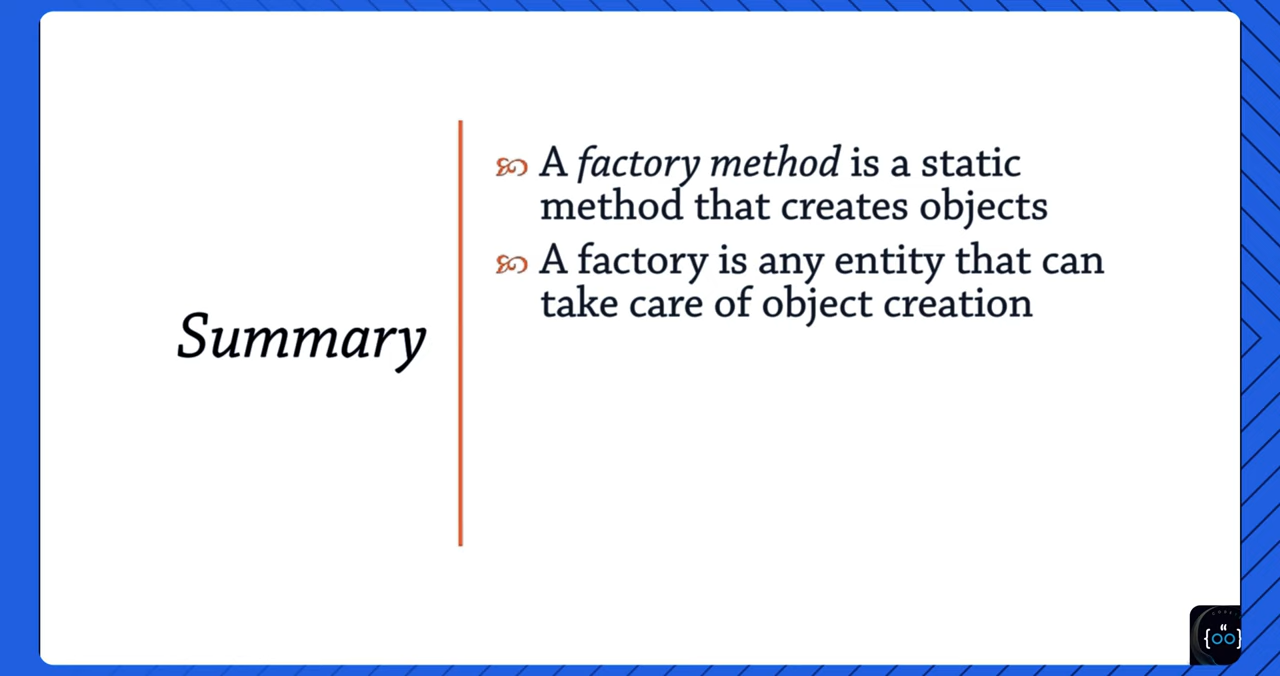 Summary
A factory method is a static
method that creates objects
A factory is any entity that can
take care of object creation
{oo}